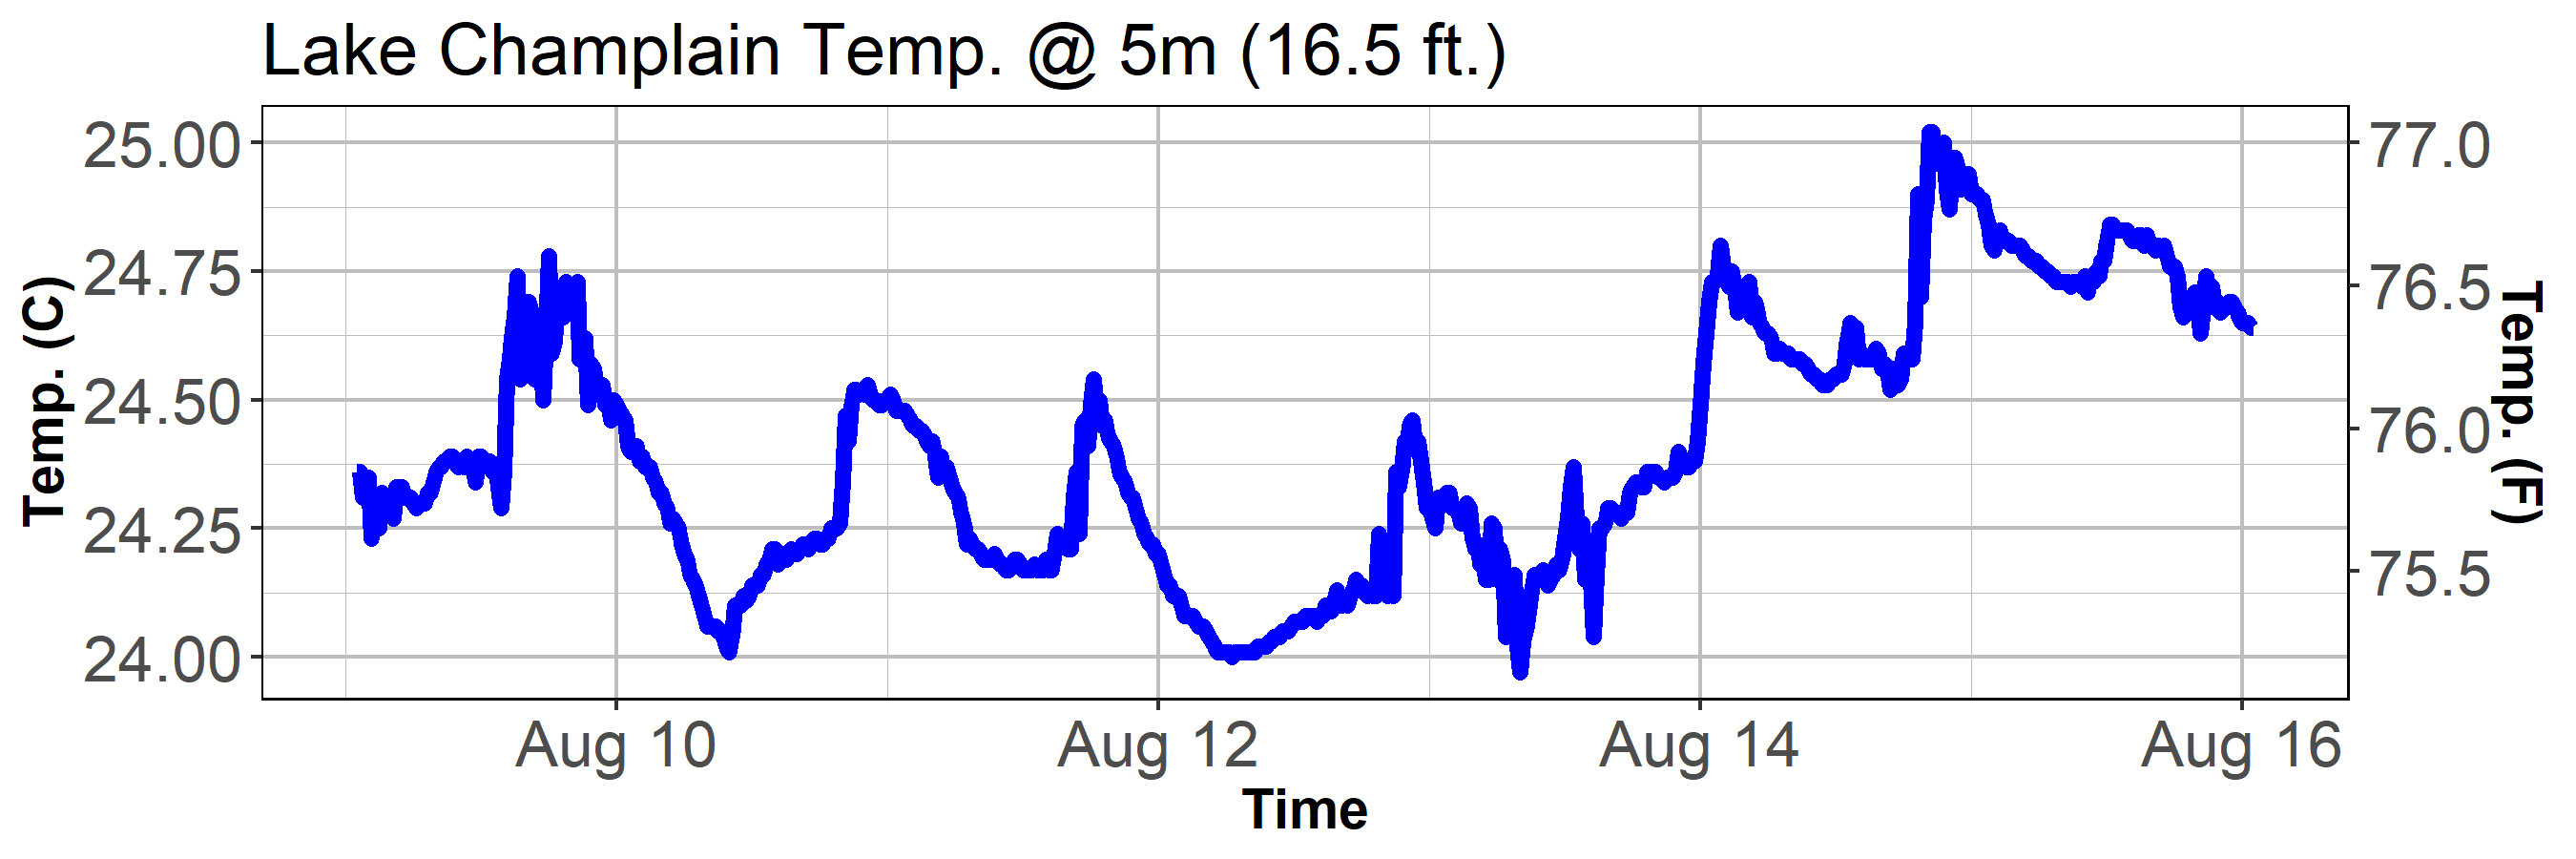 Lake Champlain Temp. @ 5m (16.5 ft.)
Temp. (C)
25.00
24.75
24.50
24.25
24.00
77.0
76.5
76.0
75.5
Temp. (F)
Aug 10 Aug 12 Aug 14 Aug 16
Time